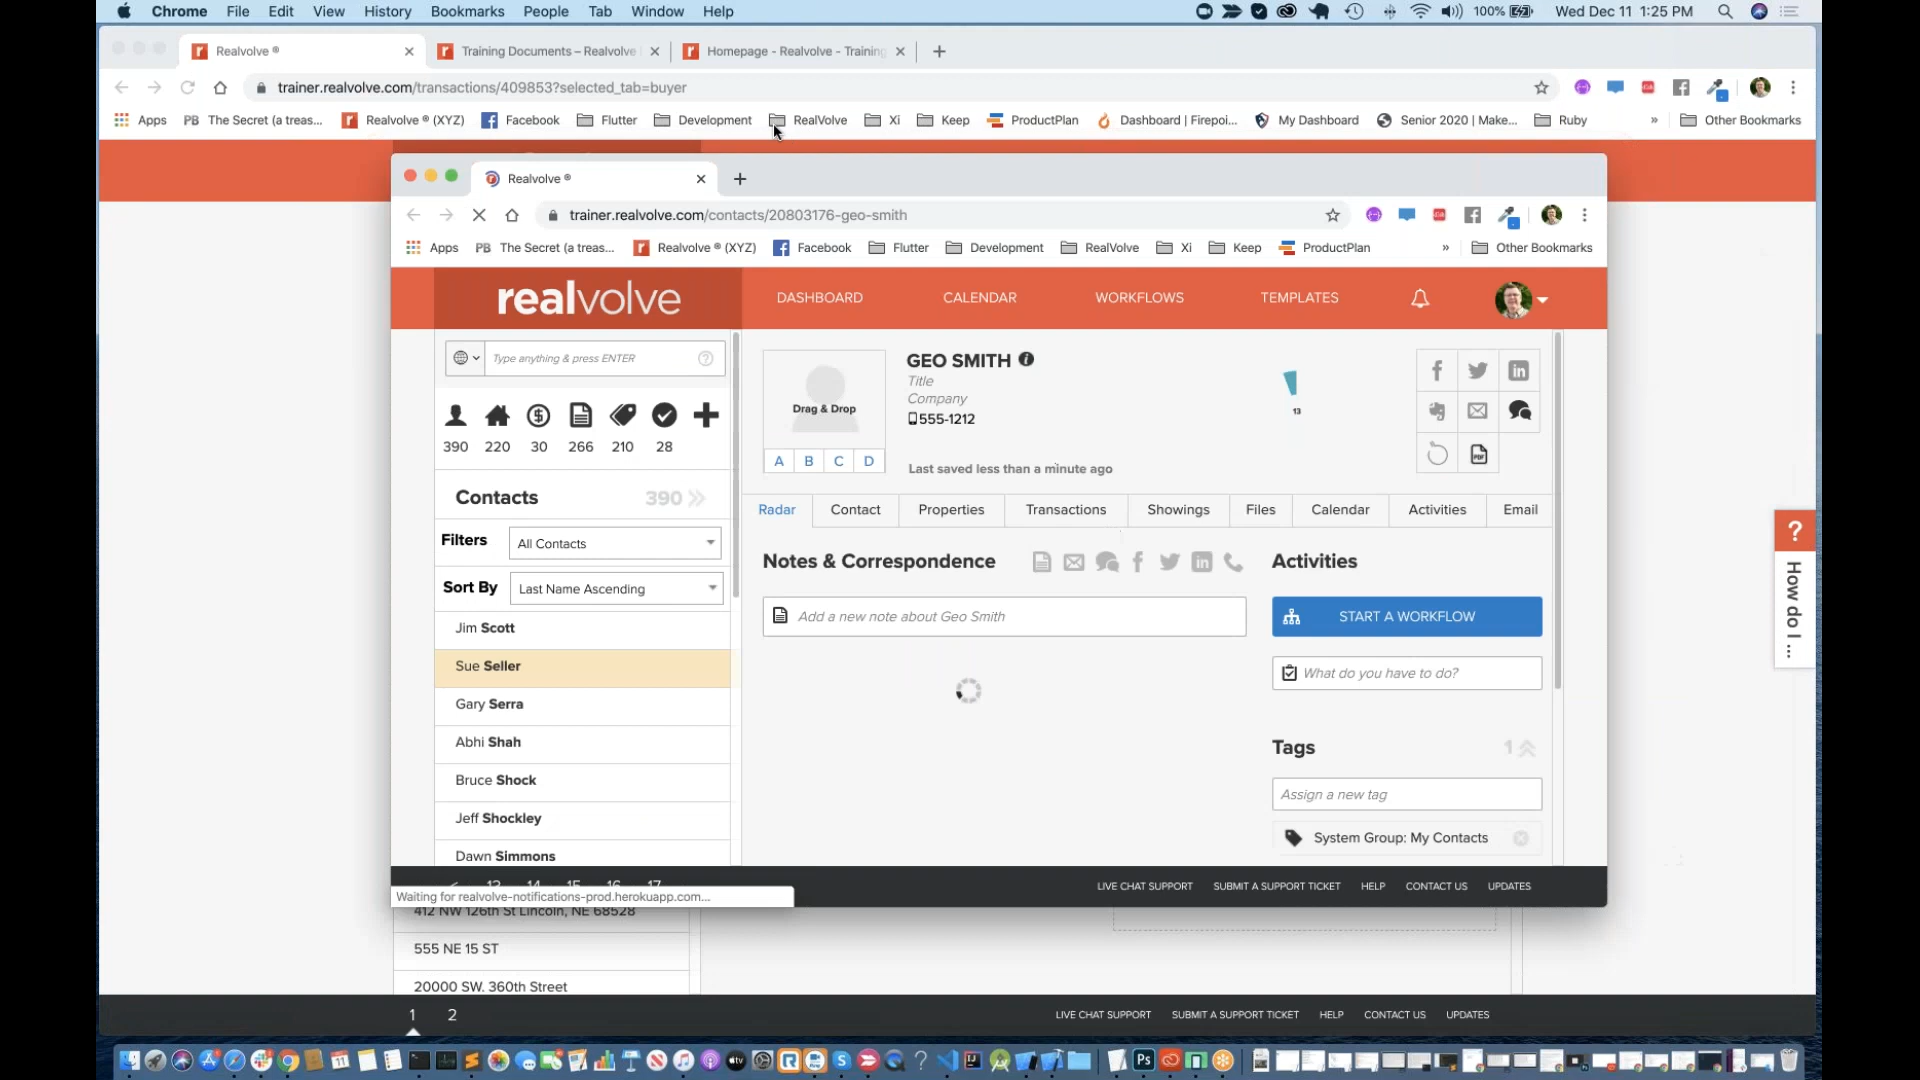 Chrome File Edit View History Bookmarks People Tab Window Help 100% Wed Dec 11 1:25 PM
Realvolve ® Training Documents – Realvolve Homepage - Realvolve - Training
trainer.realvolve.com/transactions/409853?selected_tab=buyer
Apps PB The Secret (a treas... Realvolve ® (XYZ) Facebook Flutter Development RealVolve Xi Keep ProductPlan Dashboard | Firepoi... My Dashboard Senior 2020 | Make... Ruby » Other Bookmarks
Realvolve ®
trainer.realvolve.com/contacts/20803176-geo-smith
Apps PB The Secret (a treas... Realvolve ® (XYZ) Facebook Flutter Development RealVolve Xi Keep ProductPlan » Other Bookmarks
realvolve DASHBOARD CALENDAR WORKFLOWS TEMPLATES
Type anything & press ENTER
390 220 30 266 210 28
Contacts 390
Filters All Contacts
Sort By Last Name Ascending
Jim Scott
Sue Seller
Gary Serra
Abhi Shah
Bruce Shock
Jeff Shockley
Dawn Simmons
< 13 14 15 16 17
Drag & Drop
A B C D
GEO SMITH
Title
Company
555-1212
Last saved less than a minute ago
13
PDF
Radar Contact Properties Transactions Showings Files Calendar Activities Email
Notes & Correspondence
Add a new note about Geo Smith
Activities
START A WORKFLOW
What do you have to do?
Tags 1
Assign a new tag
System Group: My Contacts
LIVE CHAT SUPPORT SUBMIT A SUPPORT TICKET HELP CONTACT US UPDATES
Waiting for realvolve-notifications-prod.herokuapp.com...
? How do I ...
412 NW 126th St Lincoln, NE 68528
555 NE 15 ST
20000 SW. 360th Street
1 2
LIVE CHAT SUPPORT SUBMIT A SUPPORT TICKET HELP CONTACT US UPDATES
Ps